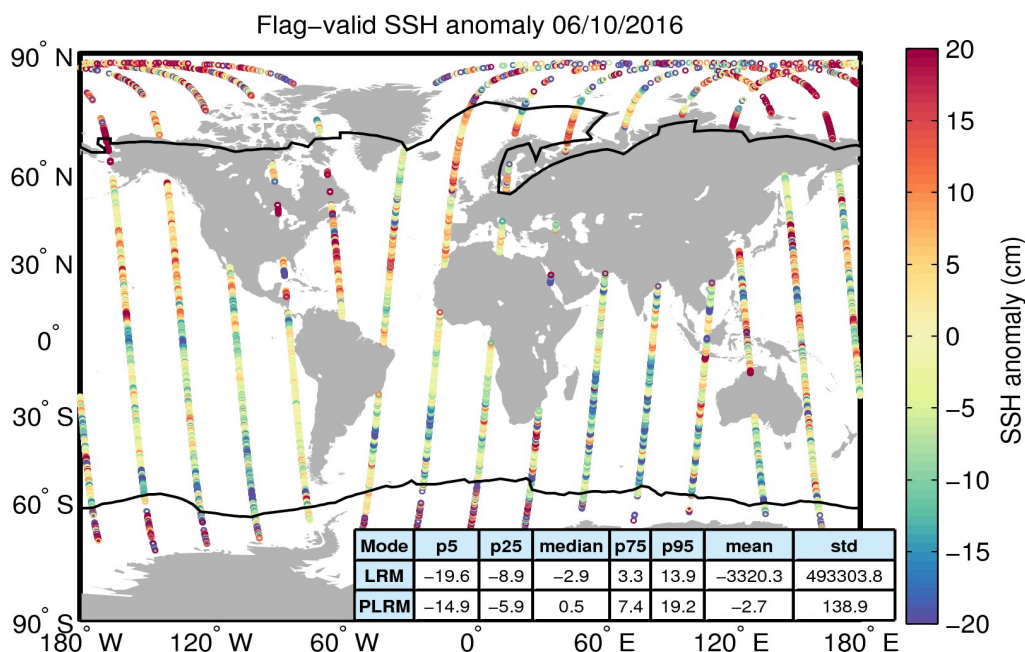 Flag−valid SSH anomaly 06/10/2016
90° N
60° N
30° N
0°
30° S
60° S
90° S
180° W
120° W
60° W
0°
60° E
120° E
180° E
20
15
10
5
0
−5
−10
−15
−20
SSH anomaly (cm)
Mode p5 p25 median p75 p95 mean std
LRM −19.6 −8.9 −2.9 3.3 13.9 −3320.3 493303.8
PLRM −14.9 −5.9 0.5 7.4 19.2 −2.7 138.9